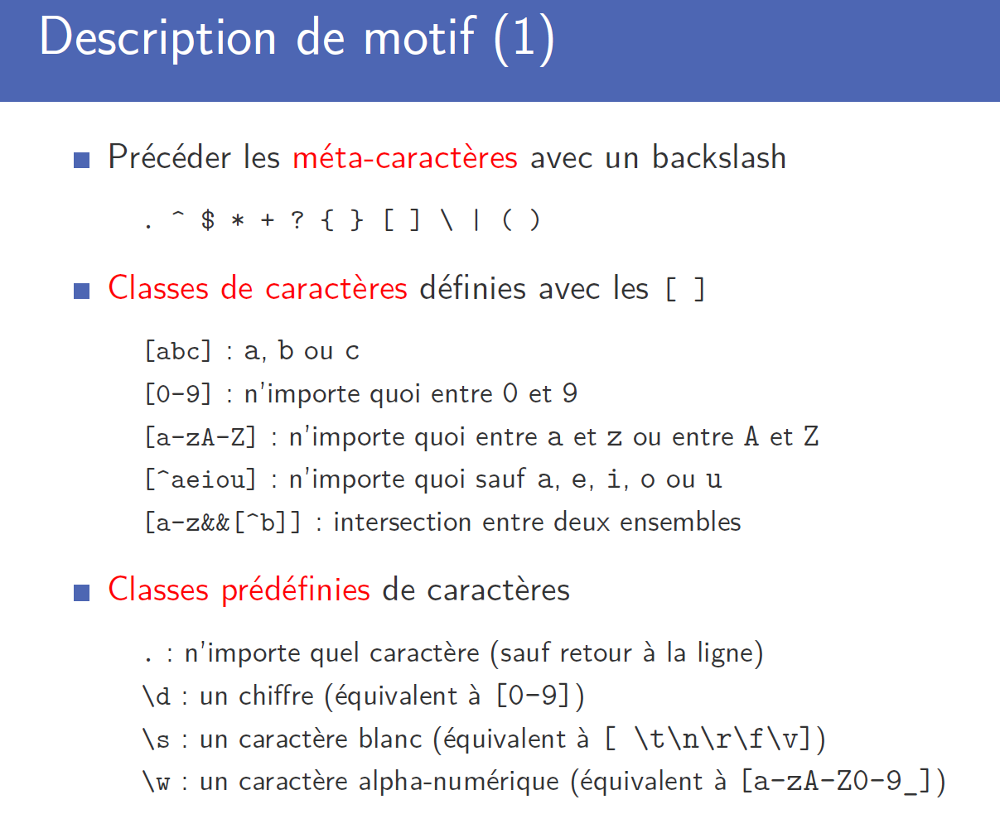 Description de motif (1)
Précéder les méta-caractères avec un backslash
. ^ $ * + ? { } [ ] \ | ( )
Classes de caractères définies avec les [ ]
[abc] : a, b ou c
[0-9] : n'importe quoi entre 0 et 9
[a-zA-Z] : n'importe quoi entre a et z ou entre A et Z
[^aeiou] : n'importe quoi sauf a, e, i, o ou u
[a-z&&[^b]] : intersection entre deux ensembles
Classes prédéfinies de caractères
. : n'importe quel caractère (sauf retour à la ligne)
\d : un chiffre (équivalent à [0-9])
\s : un caractère blanc (équivalent à [ \t\n\r\f\v])
\w : un caractère alpha-numérique (équivalent à [a-zA-Z0-9_])